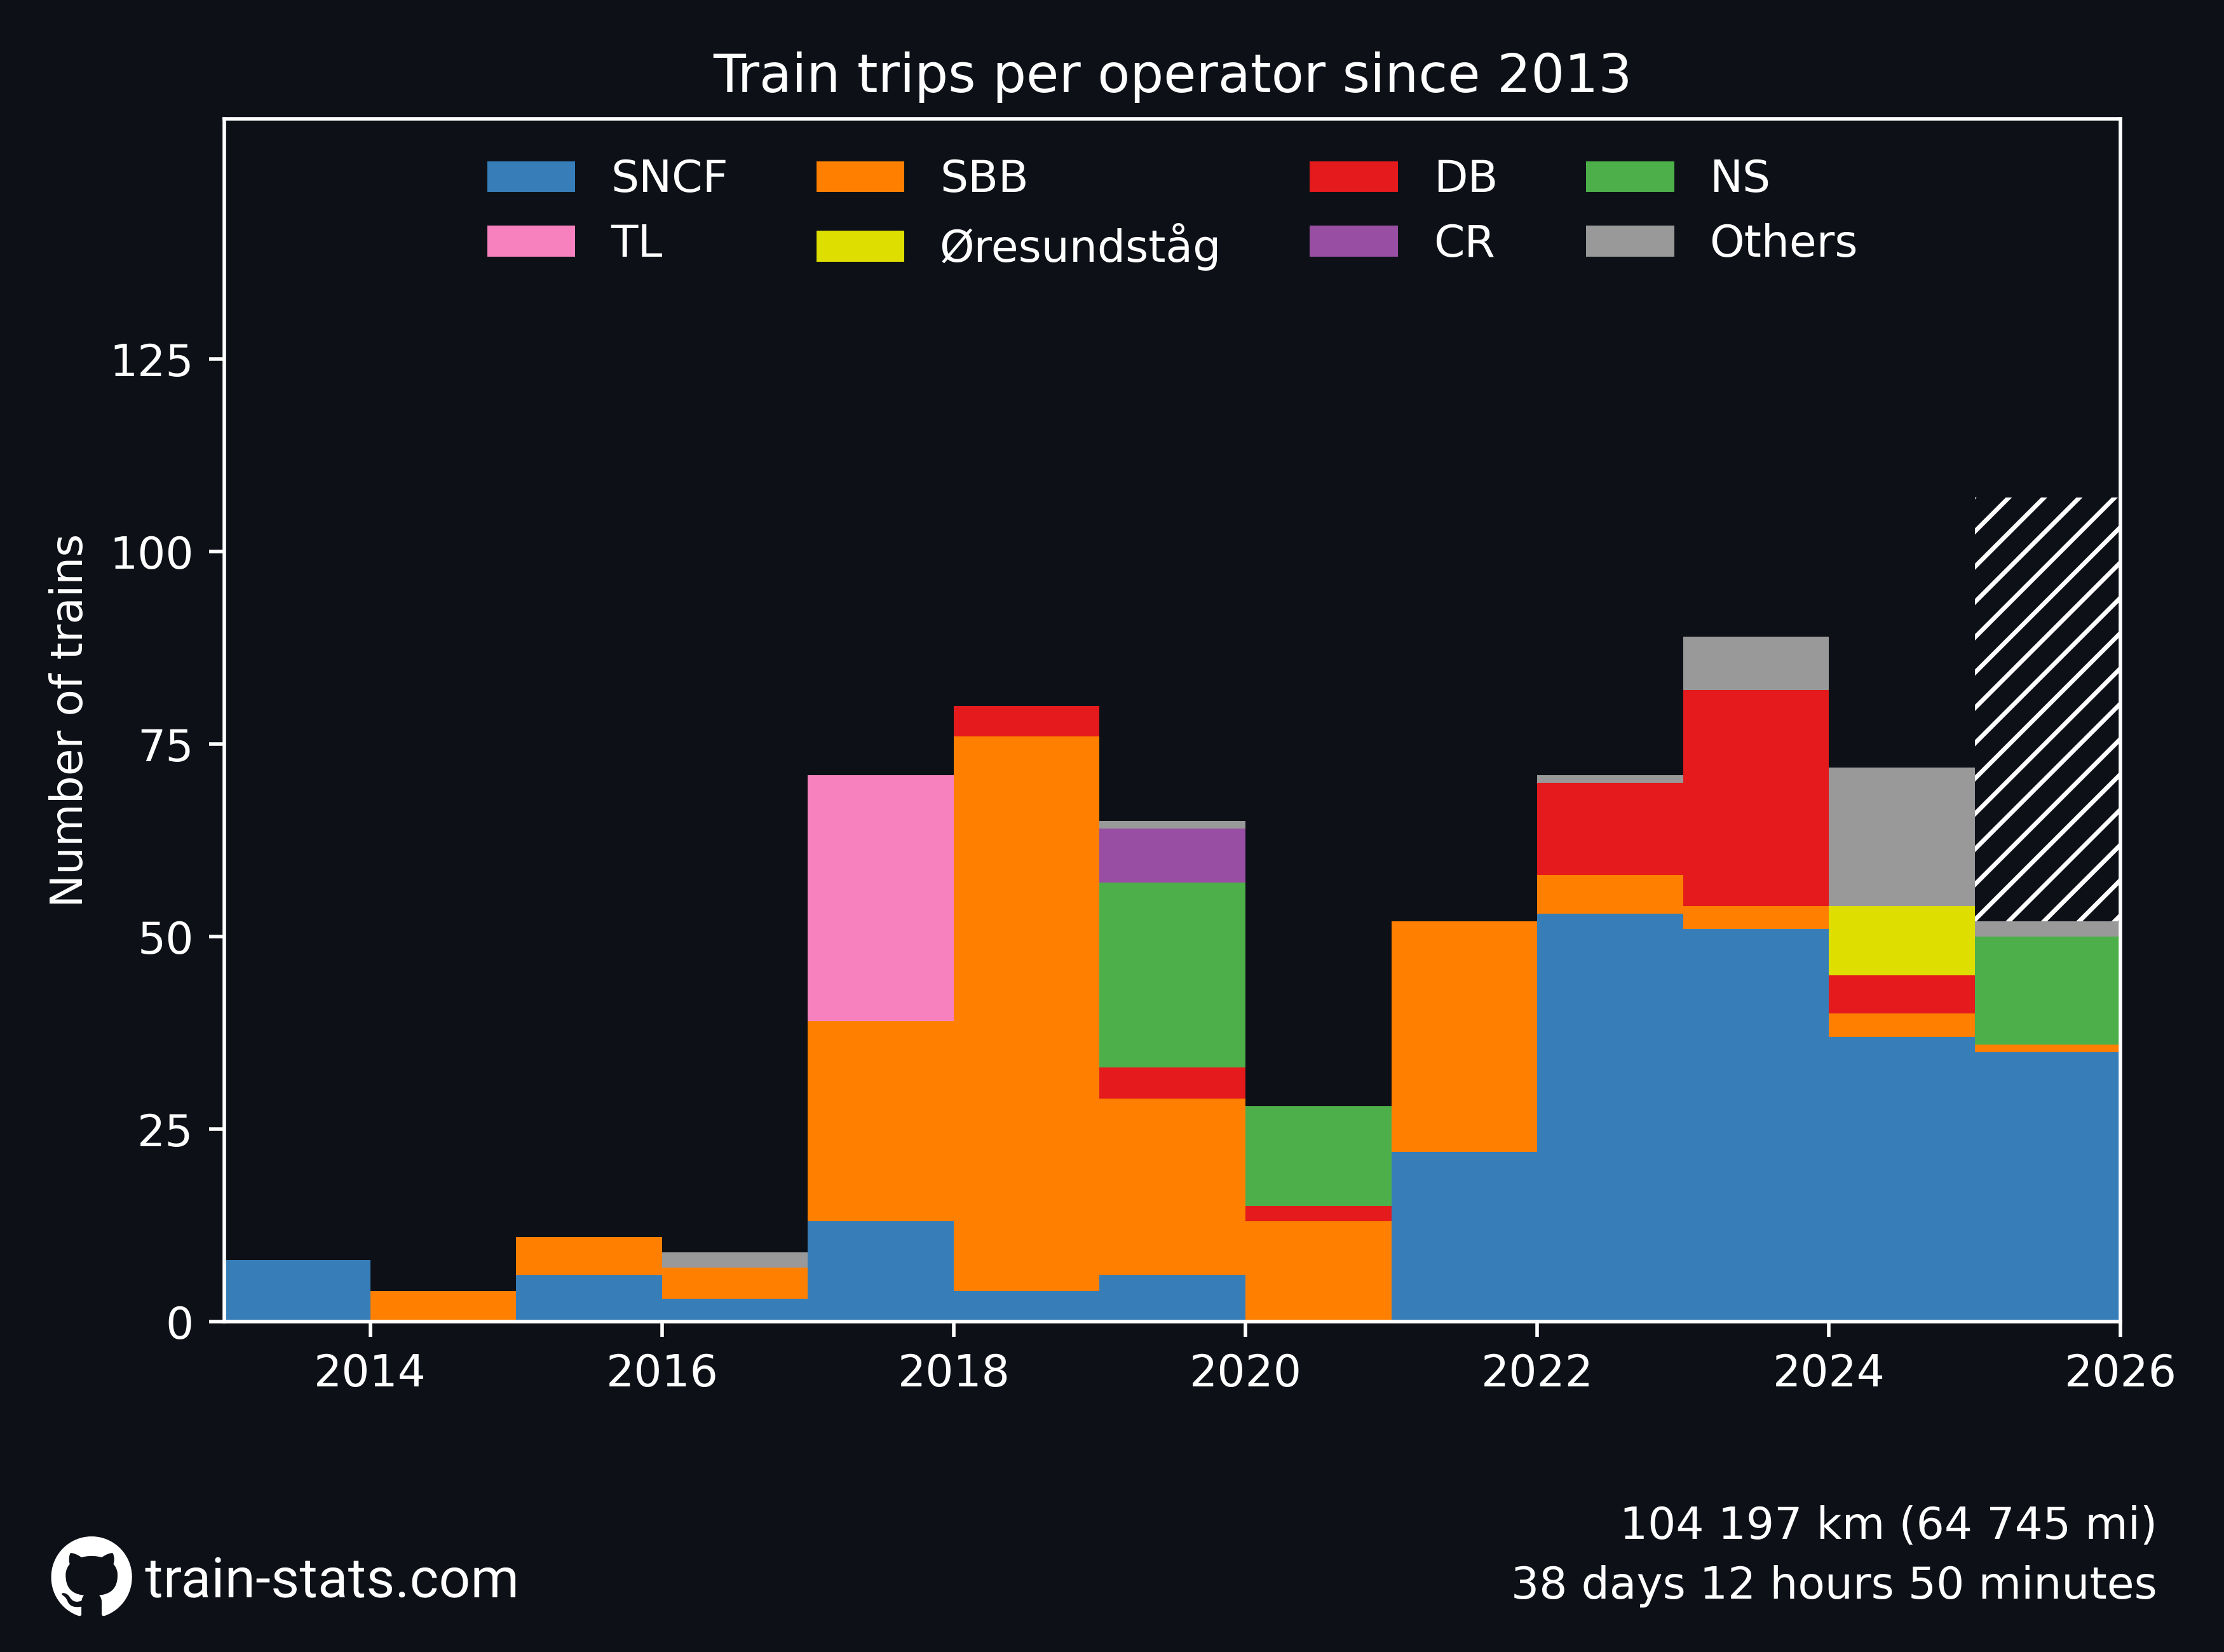 Train trips per operator since 2013
SNCF SBB DB NS
TL Øresundståg CR Others
Number of trains
125
100
75
50
25
0
2014 2016 2018 2020 2022 2024 2026
104 197 km (64 745 mi)
38 days 12 hours 50 minutes
train-stats.com